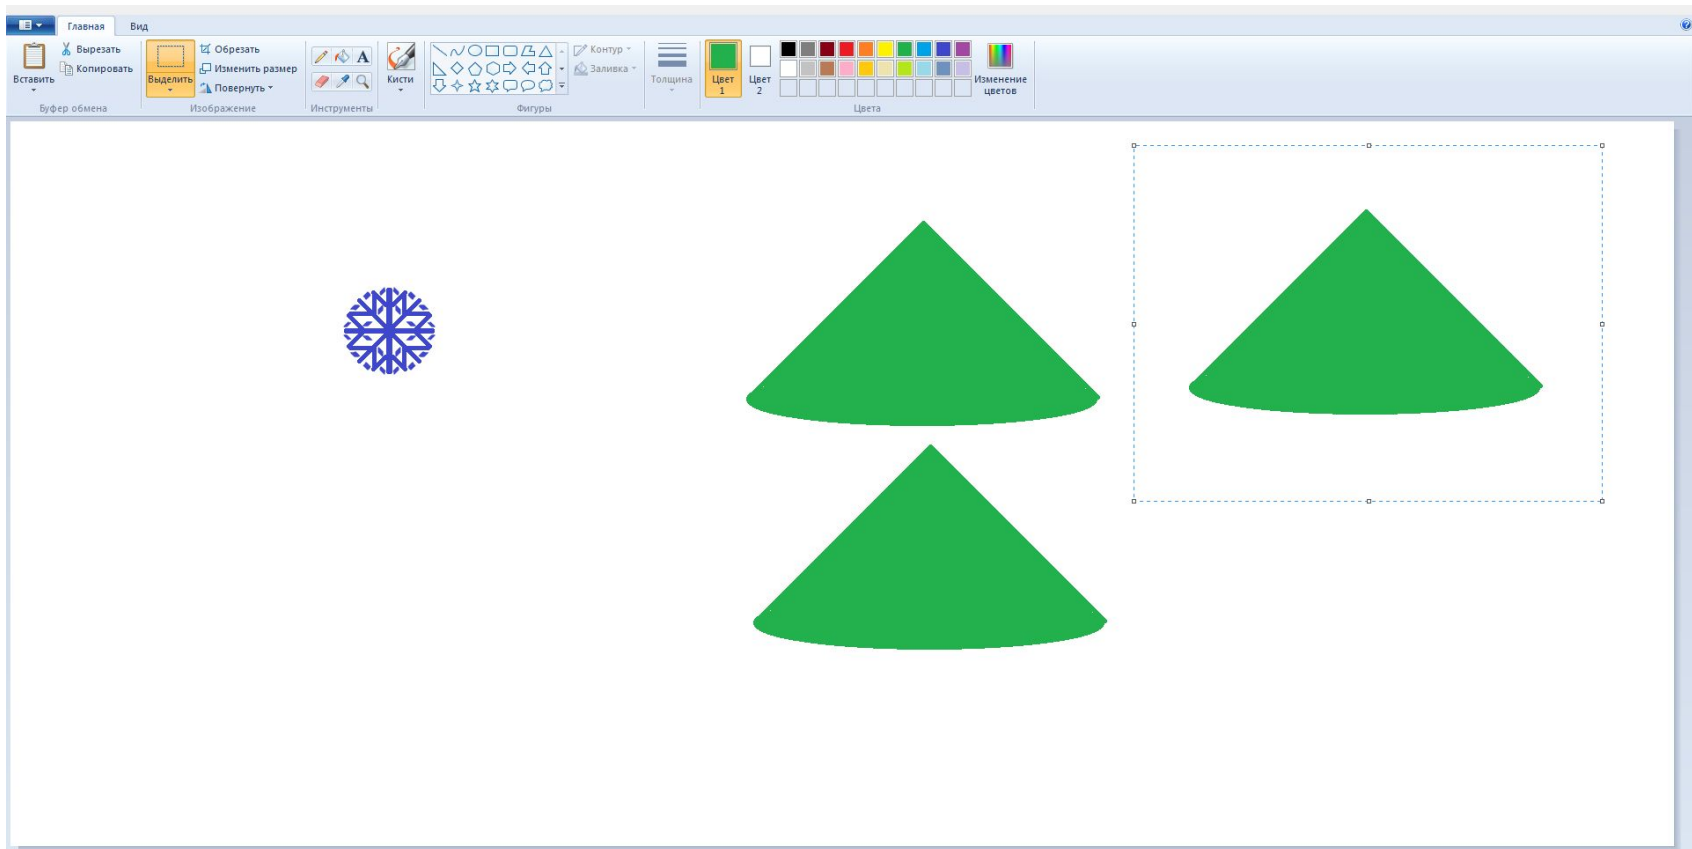 Главная Вид
Вставить
Вырезать
Копировать
Буфер обмена
Выделить
Обрезать
Изменить размер
Повернуть
Изображение
A
Инструменты
Кисти
Контур
Заливка
Фигуры
Толщина
Цвет
1
Цвет
2
Изменение
цветов
Цвета